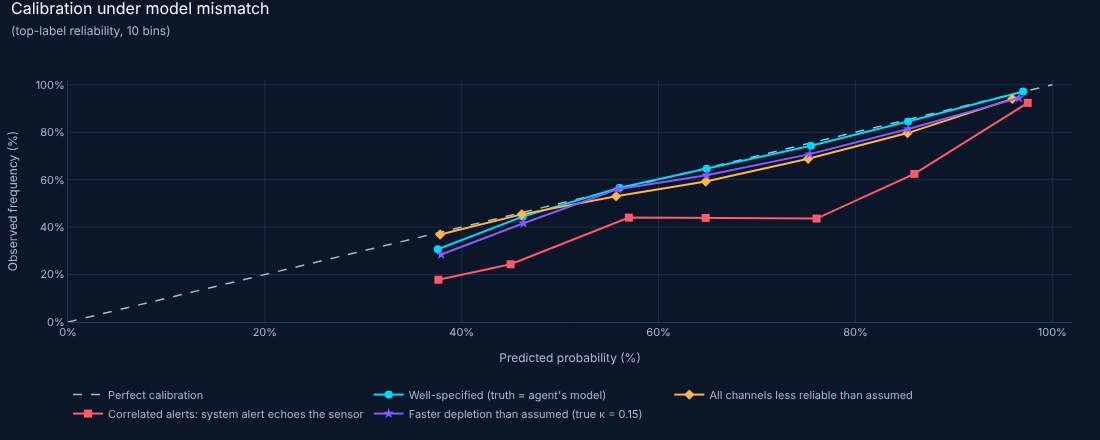 Calibration under model mismatch
(top-label reliability, 10 bins)
Observed frequency (%)
100%
80%
60%
40%
20%
0%
0% 20% 40% 60% 80% 100%
Predicted probability (%)
Perfect calibration
Well-specified (truth = agent's model)
All channels less reliable than assumed
Correlated alerts: system alert echoes the sensor
Faster depletion than assumed (true κ = 0.15)